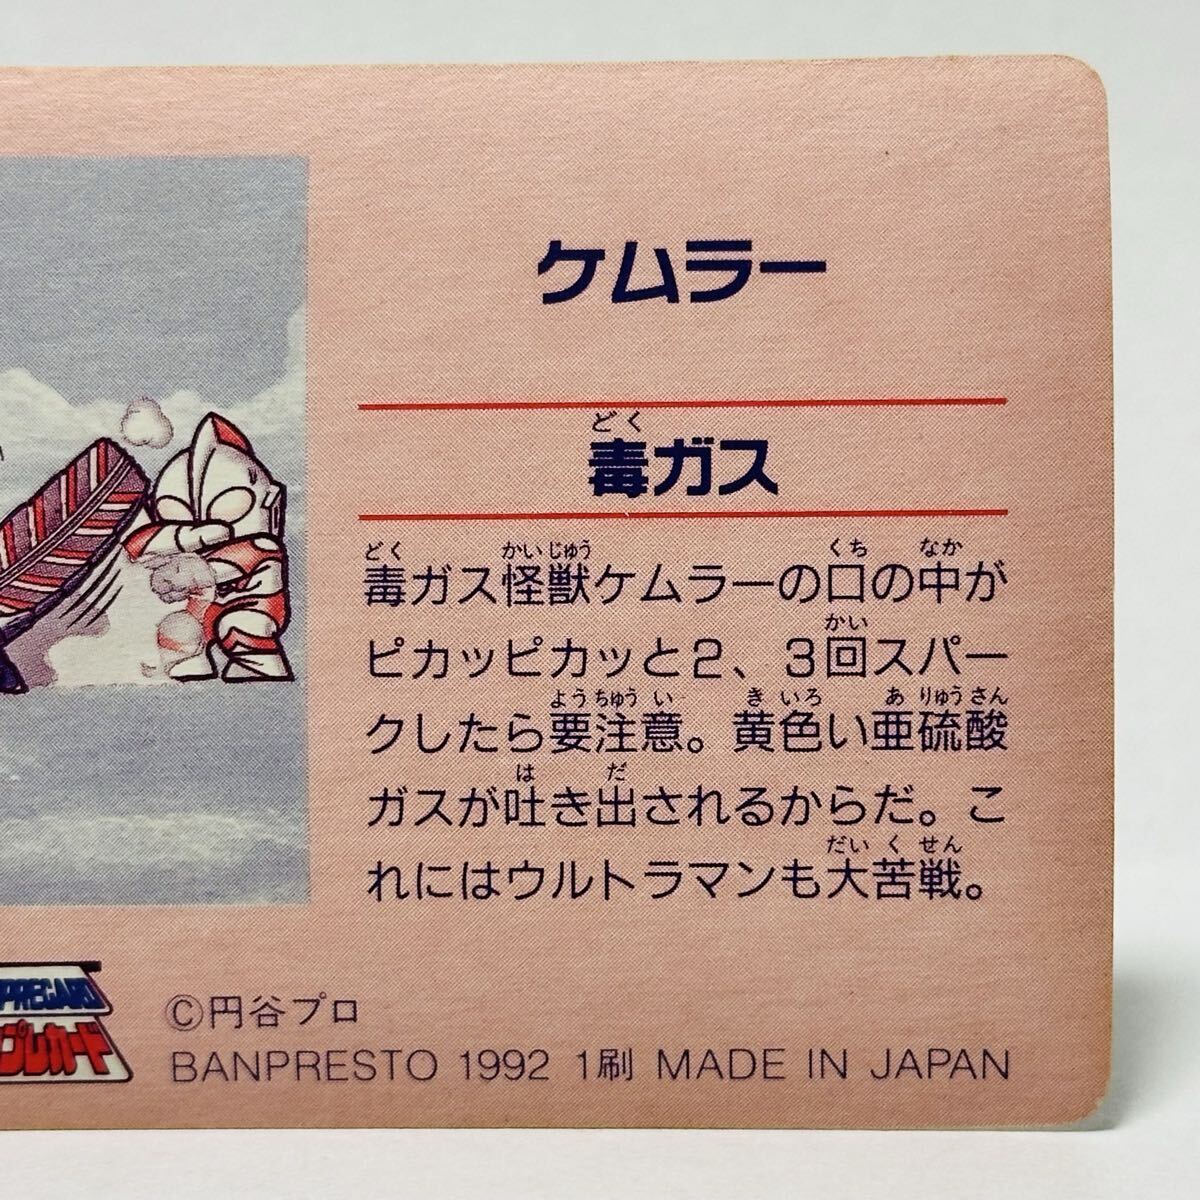 ケムラー
どく
毒ガス
どく かいじゅう くち なか
毒ガス怪獣ケムラーの口の中が
かい
ピカッピカッと2、3回スパー
ようちゅうい きいろ ありゅうさん
クしたら要注意。黄色い亜硫酸
は だ
ガスが吐き出されるからだ。こ
だいくせん
れにはウルトラマンも大苦戦。
PRECARD
プレカード
©円谷プロ
BANPRESTO 1992 1刷 MADE IN JAPAN